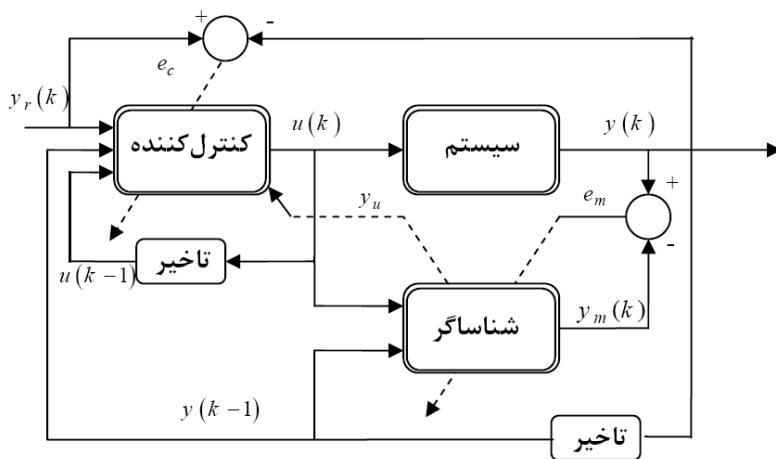 +
-
e_c
y_r(k)
کنترل‌کننده
u(k)
سیستم
y(k)
+
e_m
-
y_u
تاخیر
u(k-1)
شناساگر
y_m(k)
y(k-1)
تاخیر